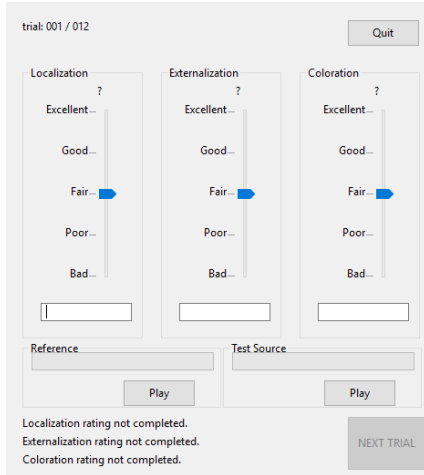 trial: 001 / 012
Quit
Localization
Externalization
Coloration
? ? ?
Excellent Excellent Excellent
Good Good Good
Fair Fair Fair
Poor Poor Poor
Bad Bad Bad
Reference
Test Source
Play Play
Localization rating not completed.
Externalization rating not completed.
Coloration rating not completed.
NEXT TRIAL